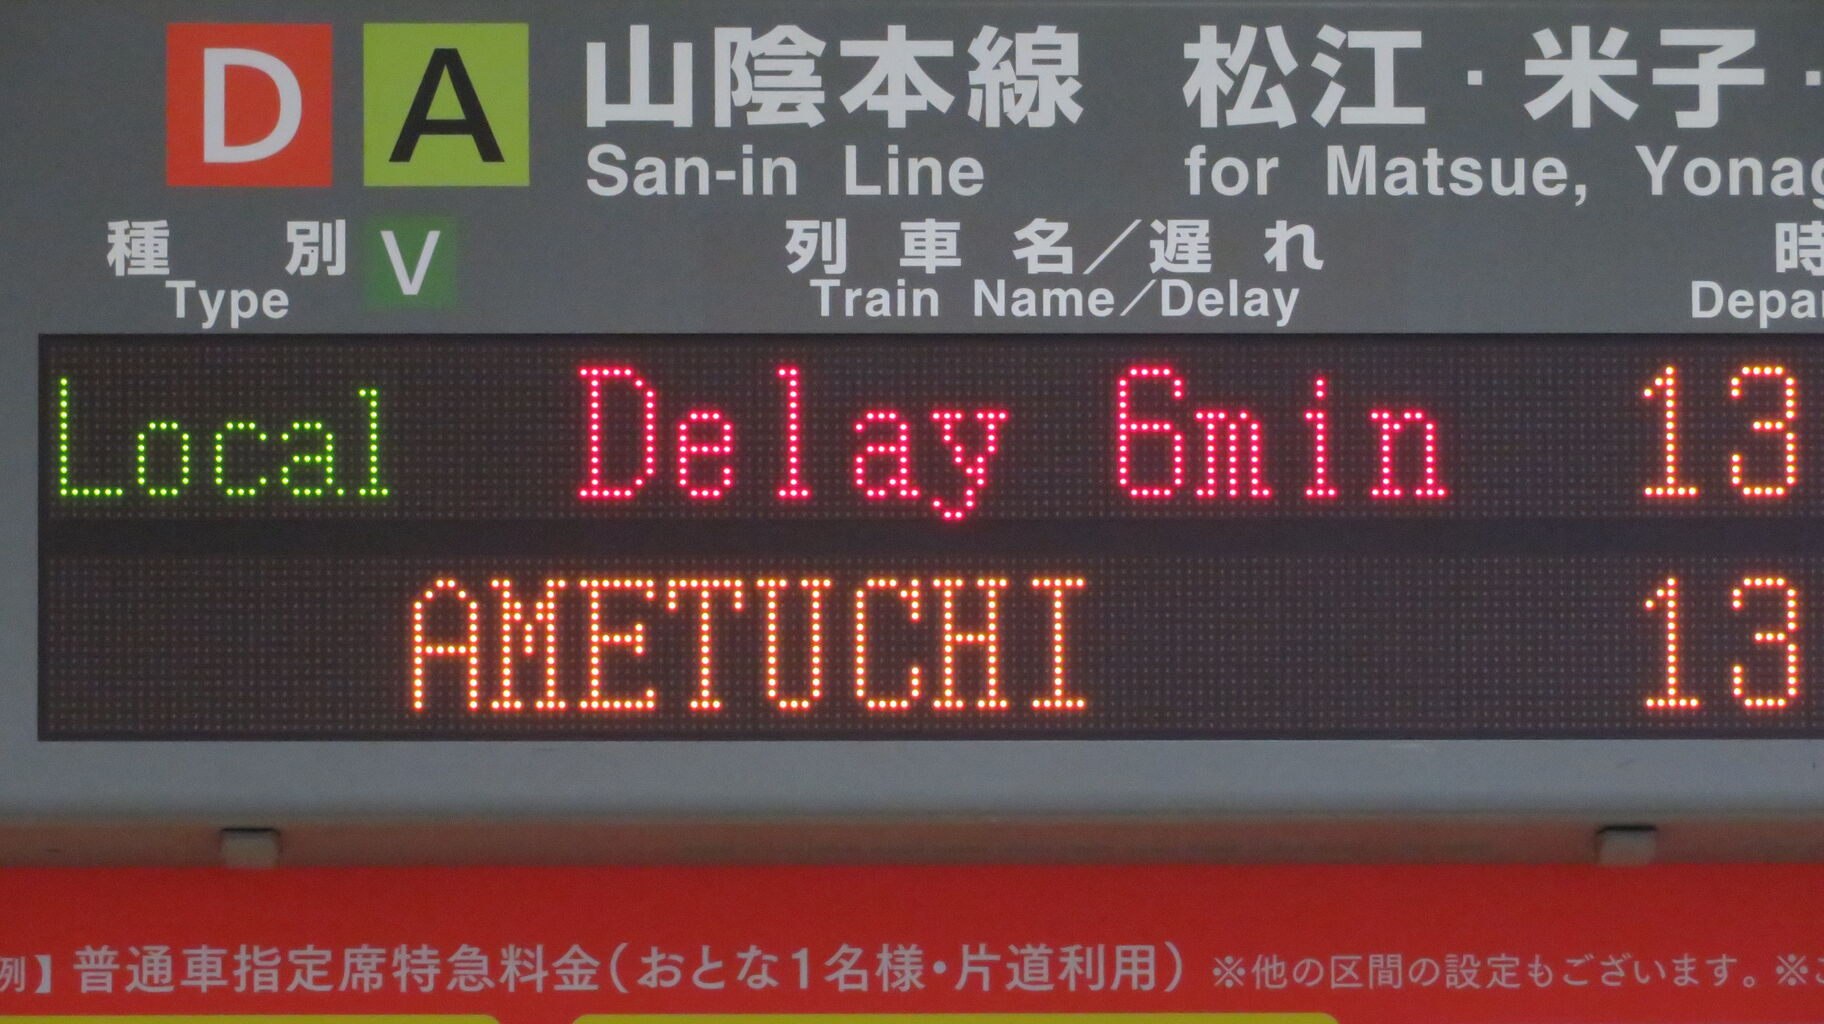 D A 山陰本線 松江・米子・
San-in Line for Matsue, Yonag
種別 V 列車名/遅れ 時
Type Train Name/Delay Depar
Local Delay 6min 13
AMETUCHI 13
例】普通車指定席特急料金(おとな1名様・片道利用) ※他の区間の設定もございます。※